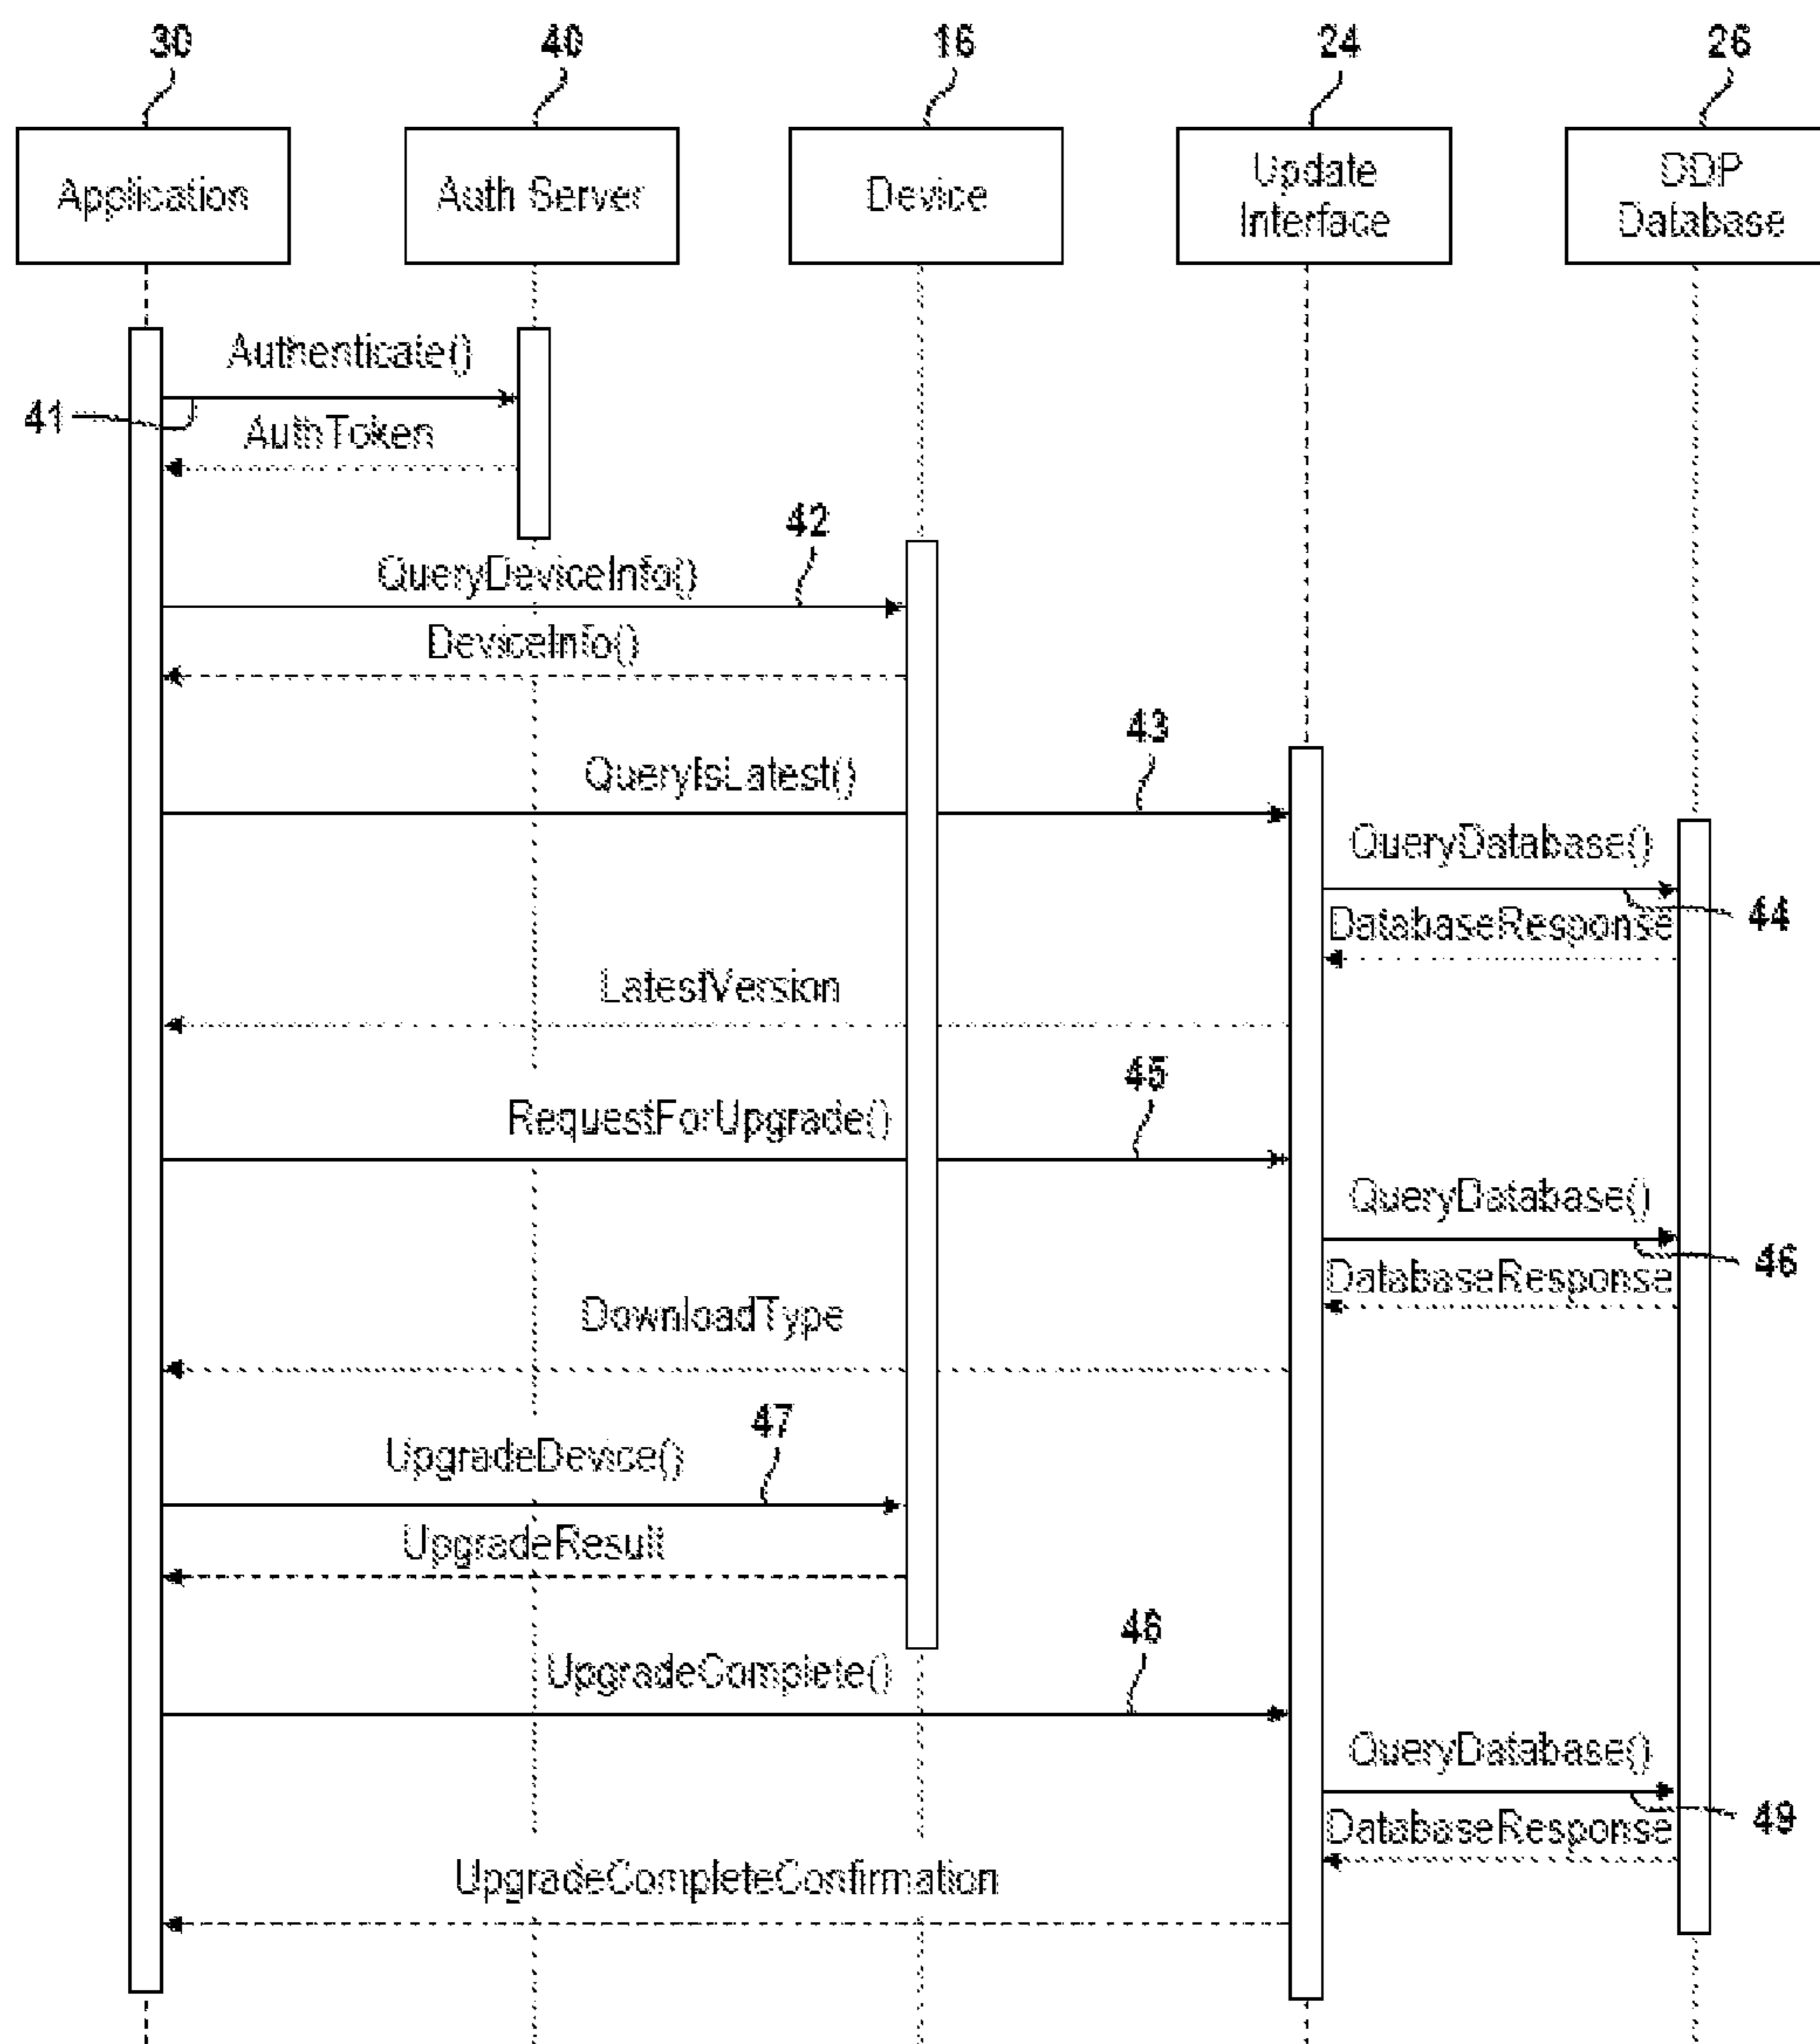 30 40 16 24 26
Application Auth Server Device Update Interface DDP Database
Authenticate()
41
AuthToken
42
QueryDeviceInfo()
DeviceInfo()
43
QueryIsLatest()
QueryDatabase()
44
DatabaseResponse
LatestVersion
45
RequestForUpgrade()
QueryDatabase()
46
DatabaseResponse
DownloadType
47
UpgradeDevice()
UpgradeResult
48
UpgradeComplete()
QueryDatabase()
49
DatabaseResponse
UpgradeCompleteConfirmation